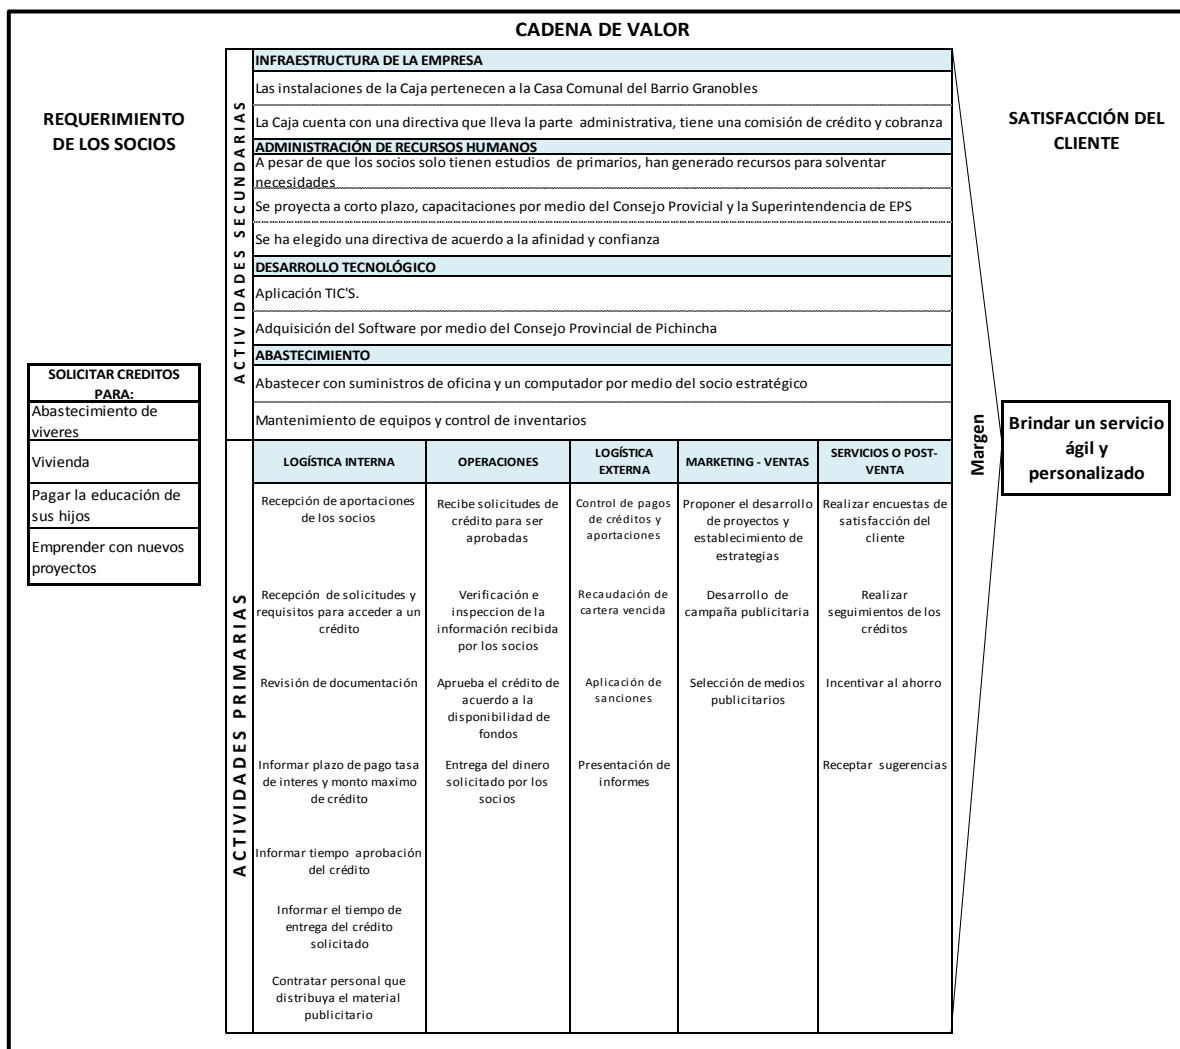 CADENA DE VALOR
REQUERIMIENTO
DE LOS SOCIOS
SOLICITAR CREDITOS
PARA:
Abastecimiento de
viveres
Vivienda
Pagar la educación de
sus hijos
Emprender con nuevos
proyectos
ACTIVIDADES SECUNDARIAS
INFRAESTRUCTURA DE LA EMPRESA
Las instalaciones de la Caja pertenecen a la Casa Comunal del Barrio Granobles
La Caja cuenta con una directiva que lleva la parte administrativa, tiene una comisión de crédito y cobranza
ADMINISTRACIÓN DE RECURSOS HUMANOS
A pesar de que los socios solo tienen estudios de primarios, han generado recursos para solventar
necesidades
Se proyecta a corto plazo, capacitaciones por medio del Consejo Provicial y la Superintendencia de EPS
Se ha elegido una directiva de acuerdo a la afinidad y confianza
DESARROLLO TECNOLÓGICO
Aplicación TIC'S.
Adquisición del Software por medio del Consejo Provincial de Pichincha
ABASTECIMIENTO
Abastecer con suministros de oficina y un computador por medio del socio estratégico
Mantenimiento de equipos y control de inventarios
ACTIVIDADES PRIMARIAS
LOGÍSTICA INTERNA
Recepción de aportaciones
de los socios
Recepción de solicitudes y
requisitos para acceder a un
crédito
Revisión de documentación
Informar plazo de pago tasa
de interes y monto maximo
de crédito
Informar tiempo aprobación
del crédito
Informar el tiempo de
entrega del crédito
solicitado
Contratar personal que
distribuya el material
publicitario
OPERACIONES
Recibe solicitudes de
crédito para ser
aprobadas
Verificación e
inspeccion de la
información recibida
por los socios
Aprueba el crédito de
acuerdo a la
disponibilidad de
fondos
Entrega del dinero
solicitado por los
socios
LOGÍSTICA
EXTERNA
Control de pagos
de créditos y
aportaciones
Recaudación de
cartera vencida
Aplicación de
sanciones
Presentación de
informes
MARKETING - VENTAS
Proponer el desarrollo
de proyectos y
establecimiento de
estrategias
Desarrollo de
campaña publicitaria
Selección de medios
publicitarios
SERVICIOS O POST-
VENTA
Realizar encuestas de
satisfacción del
cliente
Realizar
seguimientos de los
créditos
Incentivar al ahorro
Receptar sugerencias
Margen
SATISFACCIÓN DEL
CLIENTE
Brindar un servicio
ágil y
personalizado